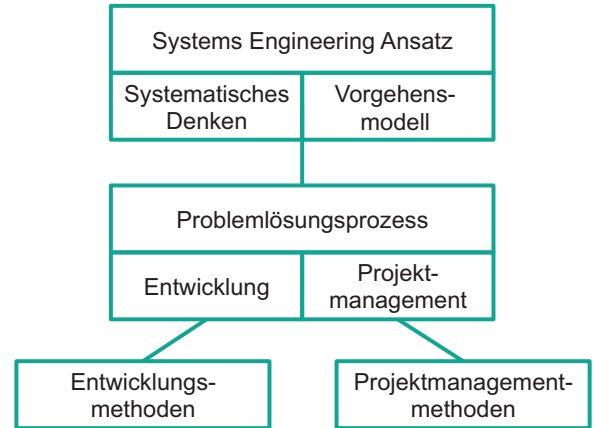 Systems Engineering Ansatz
Systematisches
Denken
Vorgehens-
modell
Problemlösungsprozess
Entwicklung
Projekt-
management
Entwicklungs-
methoden
Projektmanagement-
methoden